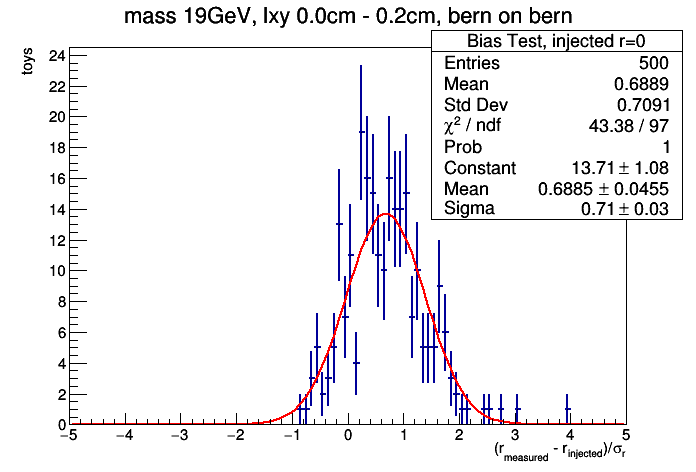 mass 19GeV, lxy 0.0cm - 0.2cm, bern on bern
Bias Test, injected r=0
Entries 500
Mean 0.6889
Std Dev 0.7091
χ² / ndf 43.38 / 97
Prob 1
Constant 13.71 ± 1.08
Mean 0.6885 ± 0.0455
Sigma 0.71 ± 0.03
toys
24
22
20
18
16
14
12
10
8
6
4
2
0
−5 −4 −3 −2 −1 0 1 2 3 4 5
(r_measured - r_injected)/σ_r